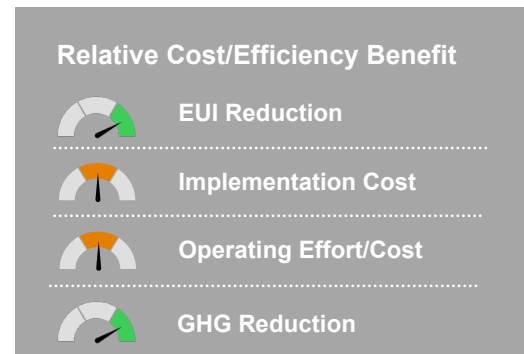 Relative Cost/Efficiency Benefit
EUI Reduction
Implementation Cost
Operating Effort/Cost
GHG Reduction